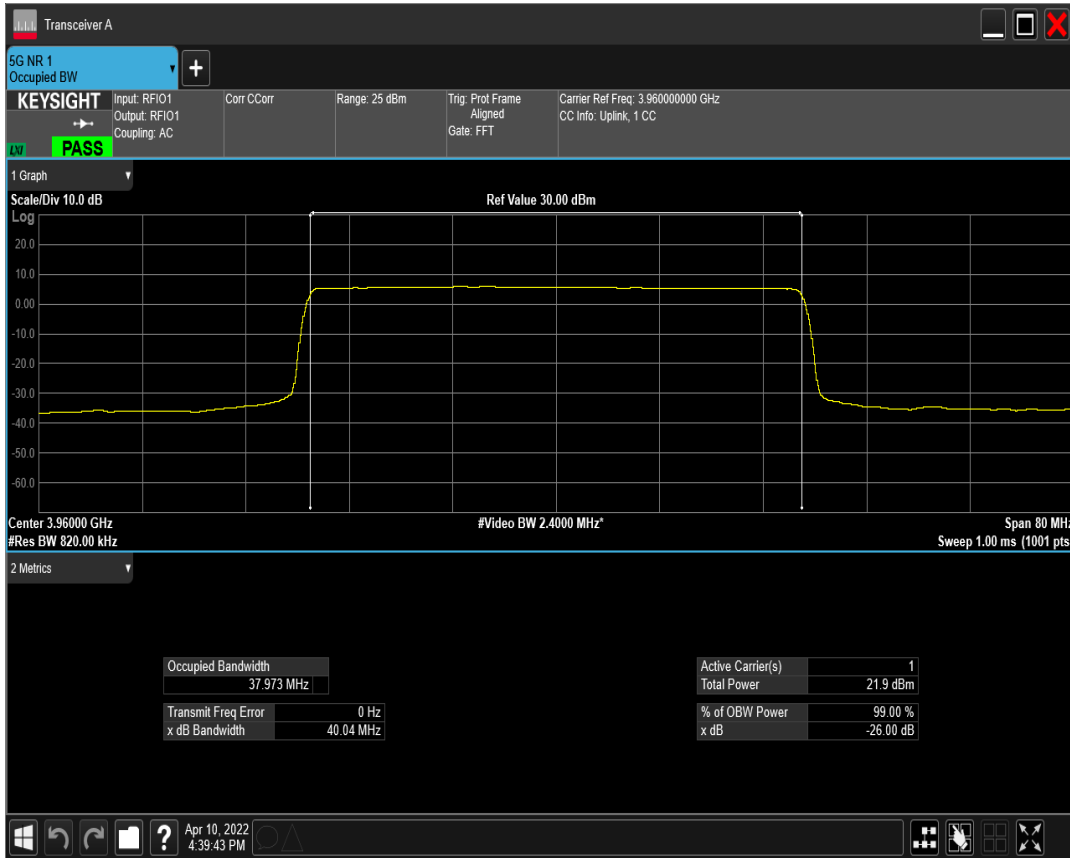 Transceiver A
5G NR 1
Occupied BW
KEYSIGHT
LXI
PASS
Input: RFIO1
Output: RFIO1
Coupling: AC
Corr CCorr
Range: 25 dBm
Trig: Prot Frame
Aligned
Gate: FFT
Carrier Ref Freq: 3.960000000 GHz
CC Info: Uplink, 1 CC
1 Graph
Scale/Div 10.0 dB
Ref Value 30.00 dBm
Log
20.0
10.0
0.00
-10.0
-20.0
-30.0
-40.0
-50.0
-60.0
Center 3.96000 GHz
#Video BW 2.4000 MHz*
Span 80 MHz
#Res BW 820.00 kHz
Sweep 1.00 ms (1001 pts
2 Metrics
Occupied Bandwidth
37.973 MHz
Transmit Freq Error 0 Hz
x dB Bandwidth 40.04 MHz
Active Carrier(s) 1
Total Power 21.9 dBm
% of OBW Power 99.00 %
x dB -26.00 dB
?
Apr 10, 2022
4:39:43 PM